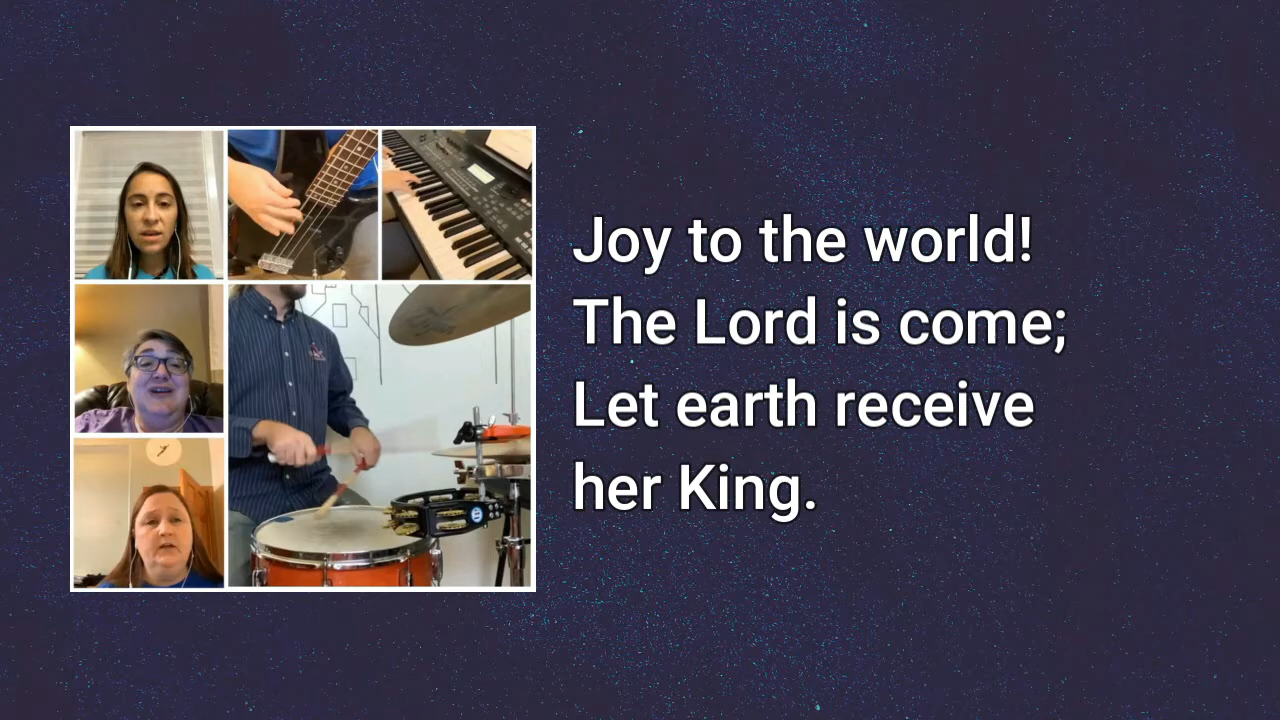 Joy to the world!
The Lord is come;
Let earth receive
her King.